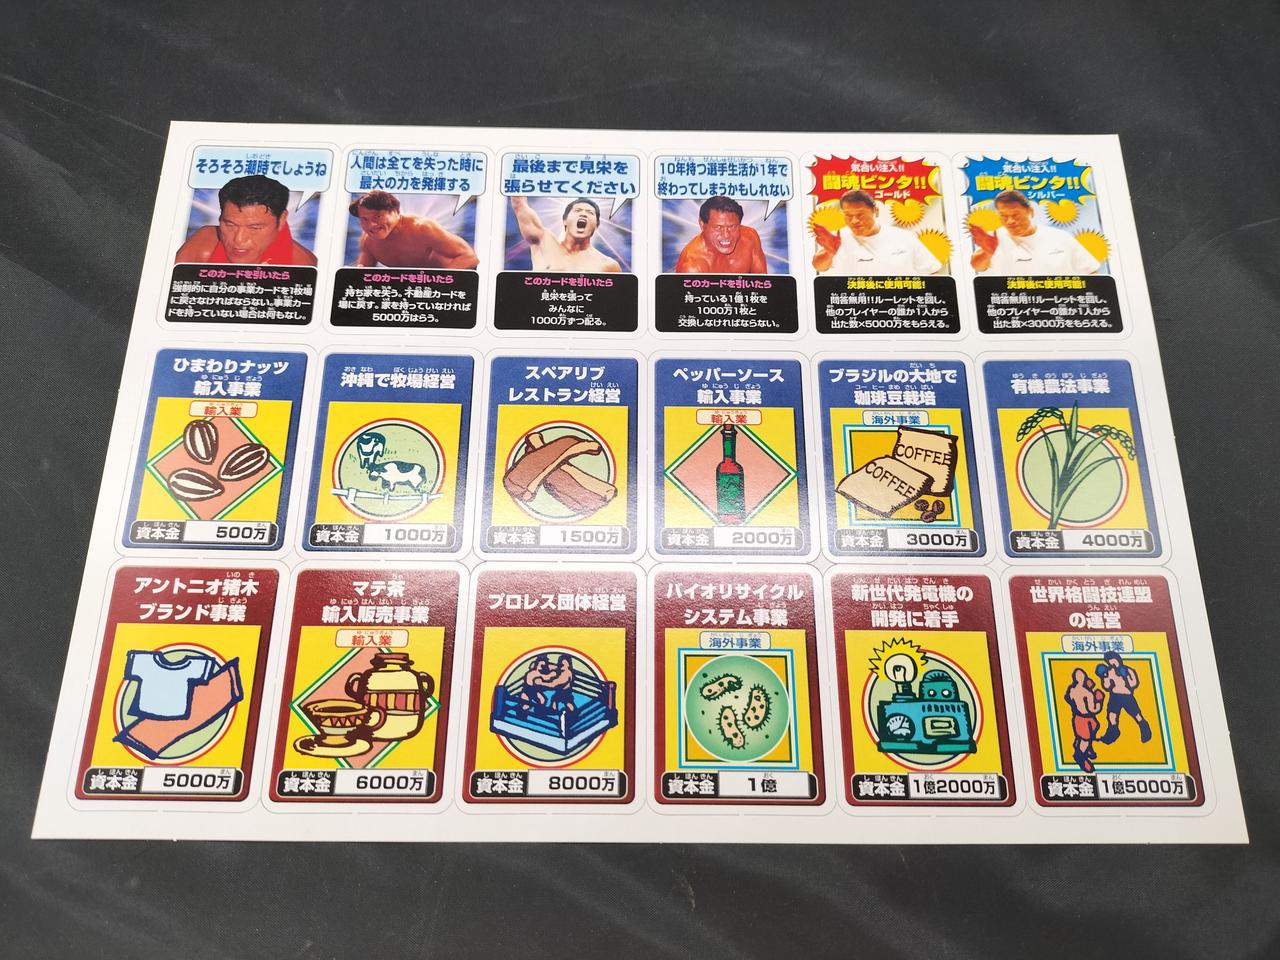 そろそろ潮時でしょうね
このカードを引いたら
強制的に自分の事業カードを1枚場
に戻さなければならない。事業カー
ドを持っていない場合は何もなし。
人間は全てを失った時に
最大の力を発揮する
このカードを引いたら
持ち家を失う。不動産カードを
場に戻す。家を持っていなければ
5000万はらう。
最後まで見栄を
張らせてください
このカードを引いたら
見栄を張って
みんなに
1000万ずつ配る。
10年持つ選手生活が1年で
終わってしまうかもしれない
このカードを引いたら
持っている1億1枚を
1000万1枚と
交換しなければならない。
気合い注入!!
闘魂ビンタ!!
ゴールド
決算後に使用可能!
問答無用!!ルーレットを回し、
他のプレイヤーの誰か1人から
出た数×5000万をもらえる。
気合い注入!!
闘魂ビンタ!!
シルバー
決算後に使用可能!
問答無用!!ルーレットを回し、
他のプレイヤーの誰か1人から
出た数×3000万をもらえる。
ひまわりナッツ
輸入事業
輸入業
資本金 500万
沖縄で牧場経営
資本金 1000万
スペアリブ
レストラン経営
資本金 1500万
ペッパーソース
輸入事業
輸入業
資本金 2000万
ブラジルの大地で
珈琲豆栽培
海外事業
COFFEE
COFFEE
資本金 3000万
有機農法事業
資本金 4000万
アントニオ猪木
ブランド事業
資本金 5000万
マテ茶
輸入販売事業
輸入業
資本金 6000万
プロレス団体経営
資本金 8000万
バイオリサイクル
システム事業
海外事業
資本金 1億
新世代発電機の
開発に着手
資本金 1億2000万
世界格闘技連盟
の運営
海外事業
資本金 1億5000万